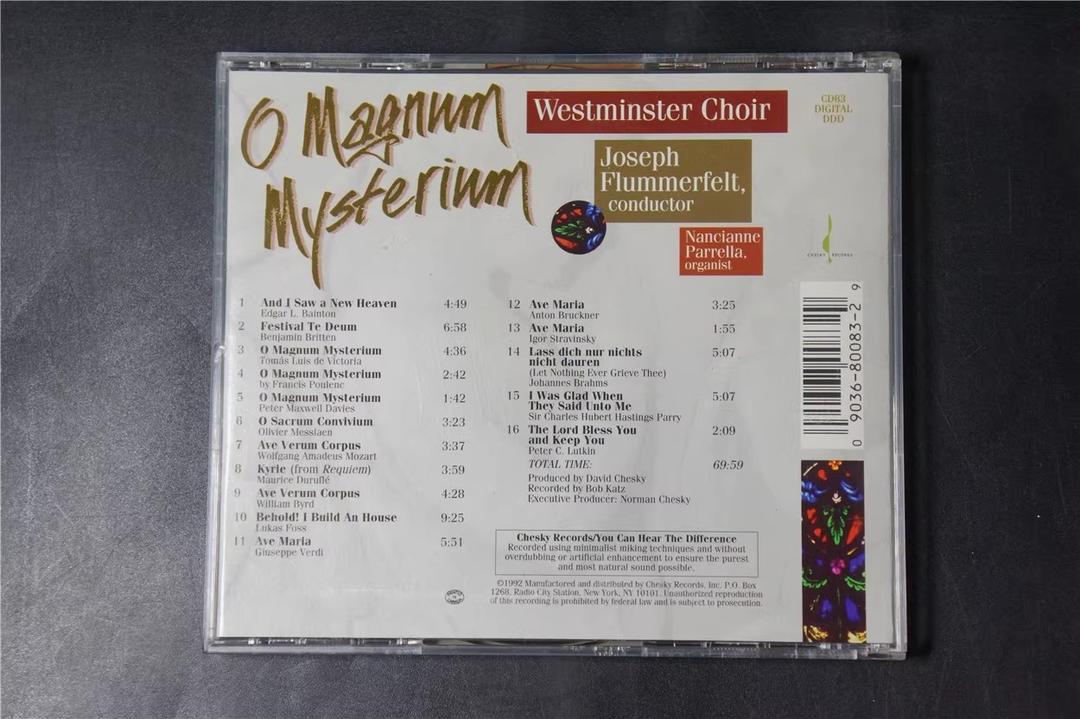 O Magnum
Mysterium
Westminster Choir
Joseph
Flummerfelt,
conductor
Nancianne
Parrella,
organist
CD83
DIGITAL
DDD
CHESKY RECORDS
1 And I Saw a New Heaven 4:49
Edgar L. Bainton
2 Festival Te Deum 6:58
Benjamin Britten
3 O Magnum Mysterium 4:36
Tomás Luis de Victoria
4 O Magnum Mysterium 2:42
by Francis Poulenc
5 O Magnum Mysterium 1:42
Peter Maxwell Davies
6 O Sacrum Convivium 3:23
Olivier Messiaen
7 Ave Verum Corpus 3:37
Wolfgang Amadeus Mozart
8 Kyrie (from Requiem) 3:59
Maurice Duruflé
9 Ave Verum Corpus 4:28
William Byrd
10 Behold! I Build An House 9:25
Lukas Foss
11 Ave Maria 5:51
Giuseppe Verdi
12 Ave Maria 3:25
Anton Bruckner
13 Ave Maria 1:55
Igor Stravinsky
14 Lass dich nur nichts 5:07
nicht dauren
(Let Nothing Ever Grieve Thee)
Johannes Brahms
15 I Was Glad When 5:07
They Said Unto Me
Sir Charles Hubert Hastings Parry
16 The Lord Bless You 2:09
and Keep You
Peter C. Lutkin
TOTAL TIME: 69:59
Produced by David Chesky
Recorded by Bob Katz
Executive Producer: Norman Chesky
Chesky Records/You Can Hear The Difference
Recorded using minimalist miking techniques and without
overdubbing or artificial enhancement to ensure the purest
and most natural sound possible.
©1992 Manufactured and distributed by Chesky Records, Inc. P.O. Box
1268, Radio City Station, New York, NY 10101. Unauthorized reproduction
of this recording is prohibited by federal law and is subject to prosecution.
0 9036-80083-2 9